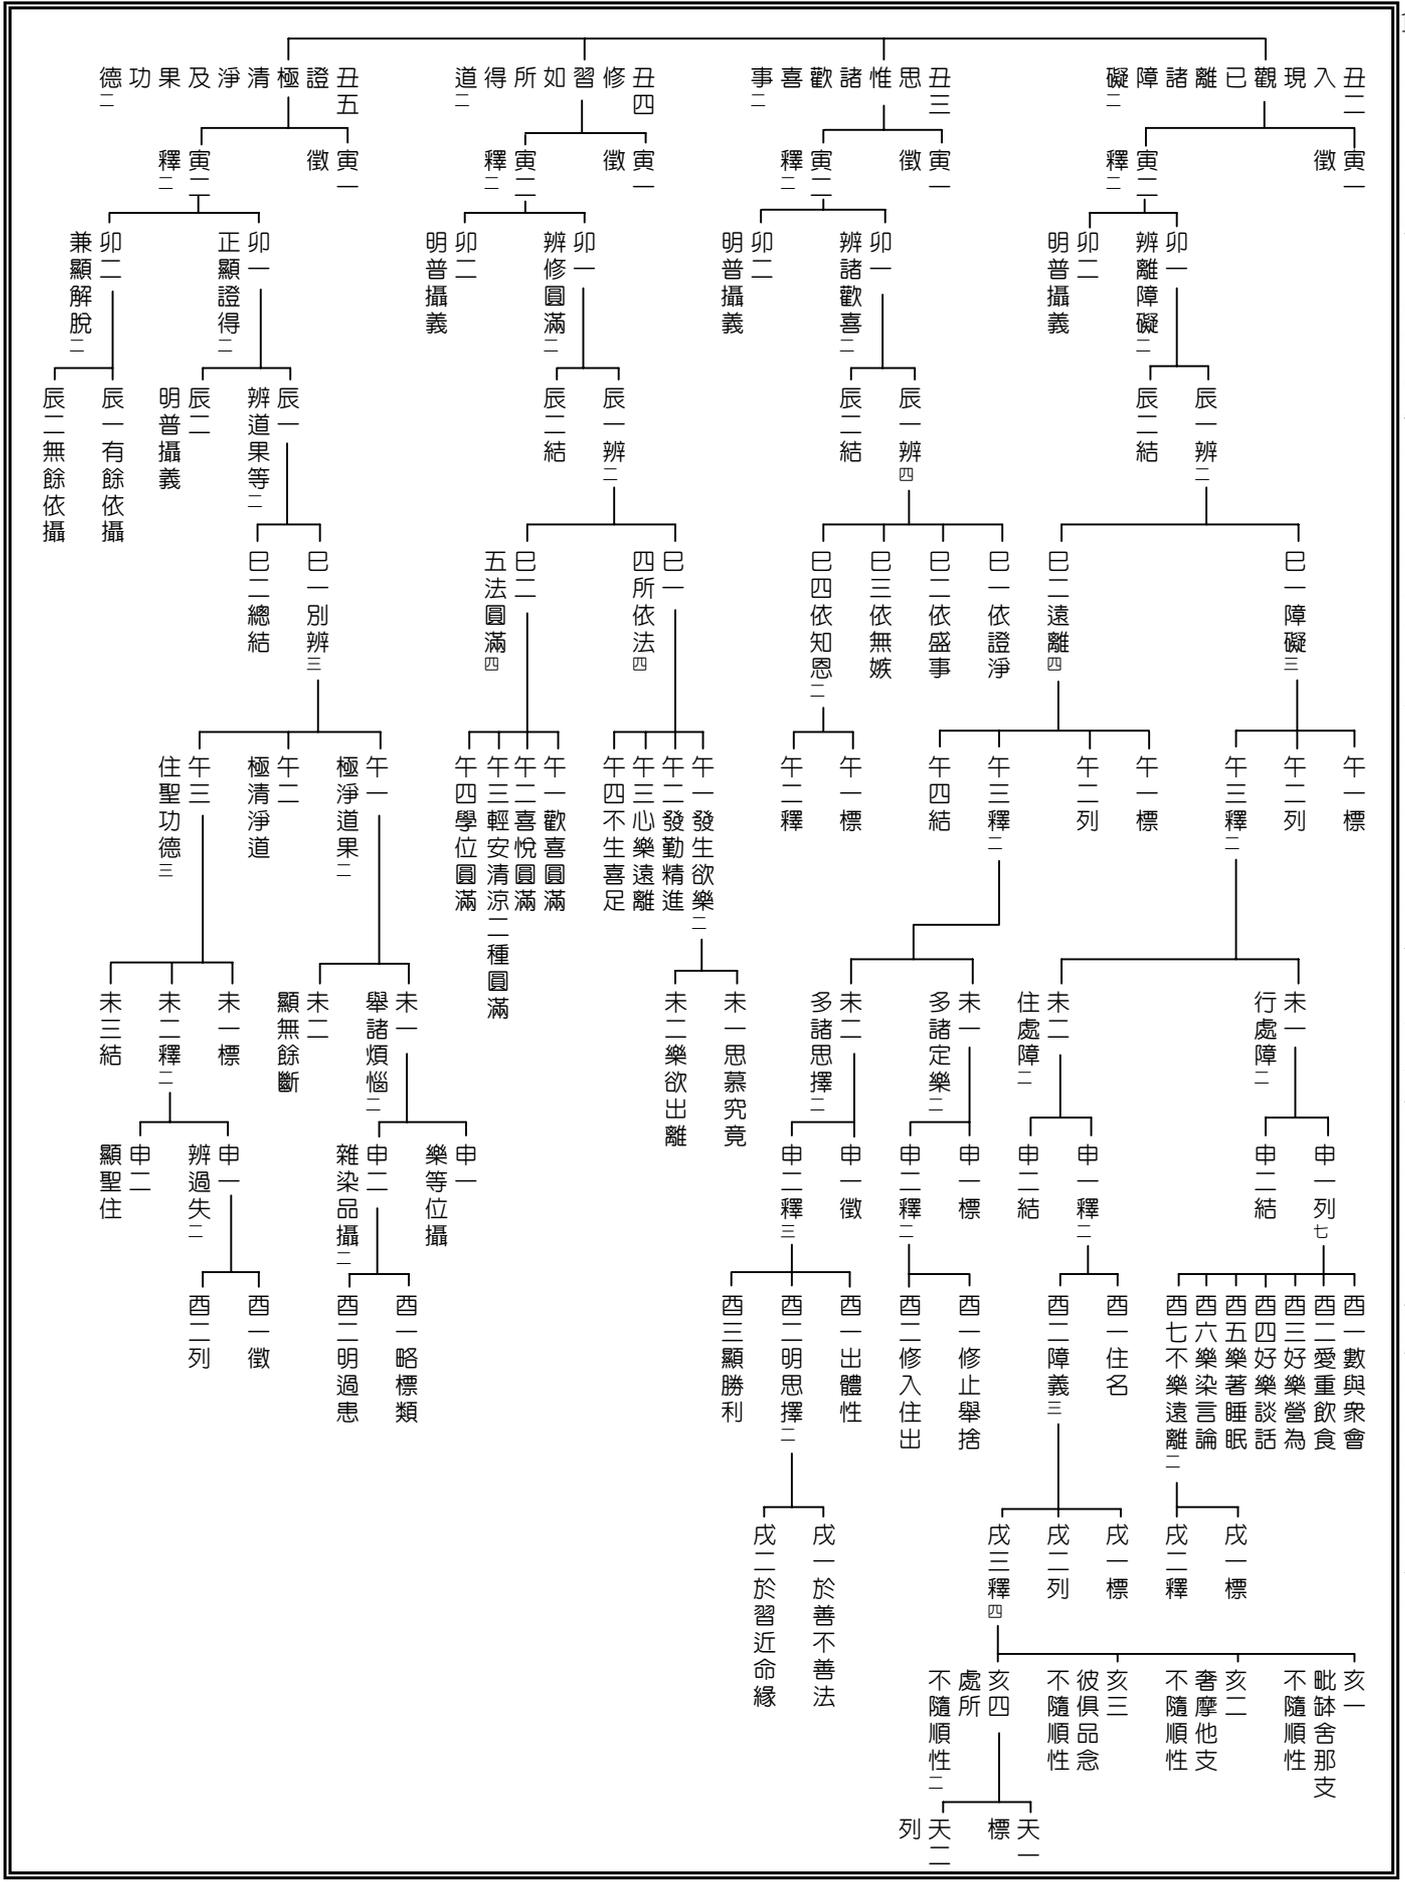 丑二入現觀已離諸障礙二
寅一徵
寅二釋二
卯一辨離障礙二
辰一辨二
巳一障礙三
午一標
午二列
午三釋二
未一行處障二
申一列七
酉一數與衆會
酉二愛重飲食
酉三好樂營為
酉四好樂談話
酉五樂著睡眠
酉六樂染言論
酉七不樂遠離二
戌一標
戌二釋
申二結
未二住處障二
申一釋二
酉一住名
酉二障義三
戌一標
戌二列
戌三釋四
亥一毗鉢舍那支不隨順性
亥二奢摩他支不隨順性
亥三彼俱品念不隨順性
亥四處所不隨順性二
天一標
天二列
申二結
巳二遠離四
午一標
午二列
午三釋二
未一多諸定樂二
申一標
申二釋二
酉一修止舉捨
酉二修入住出
未二多諸思擇二
申一徵
申二釋三
酉一出體性
酉二明思擇二
戌一於善不善法
戌二於習近命緣
酉三顯勝利
午四結
辰二結
卯二明普攝義
丑三思惟諸歡喜事二
寅一徵
寅二釋二
卯一辨諸歡喜二
辰一辨四
巳一依證淨
巳二依盛事
巳三依無嫉
巳四依知恩二
午一標
午二釋
辰二結
卯二明普攝義
丑四修習如所得道二
寅一徵
寅二釋二
卯一辨修圓滿二
辰一辨二
巳一四所依法四
午一發生欲樂二
未一思慕究竟
未二樂欲出離
午二發勤精進
午三心樂遠離
午四不生喜足
巳二五法圓滿四
午一歡喜圓滿
午二喜悅圓滿
午三輕安清涼二種圓滿
午四學位圓滿
辰二結
卯二明普攝義
丑五證極清淨及果功德二
寅一徵
寅二釋二
卯一正顯證得二
辰一辨道果等二
巳一別辨三
午一極淨道果二
未一舉諸煩惱二
申一樂等位攝
申二雜染品攝二
酉一略標類
酉二明過患
未二顯無餘斷
午二極清淨道
午三住聖功德三
未一標
未二釋二
申一辨過失二
酉一徵
酉二列
申二顯聖住
未三結
巳二總結
辰二明普攝義
卯二兼顯解脫二
辰一有餘依攝
辰二無餘依攝